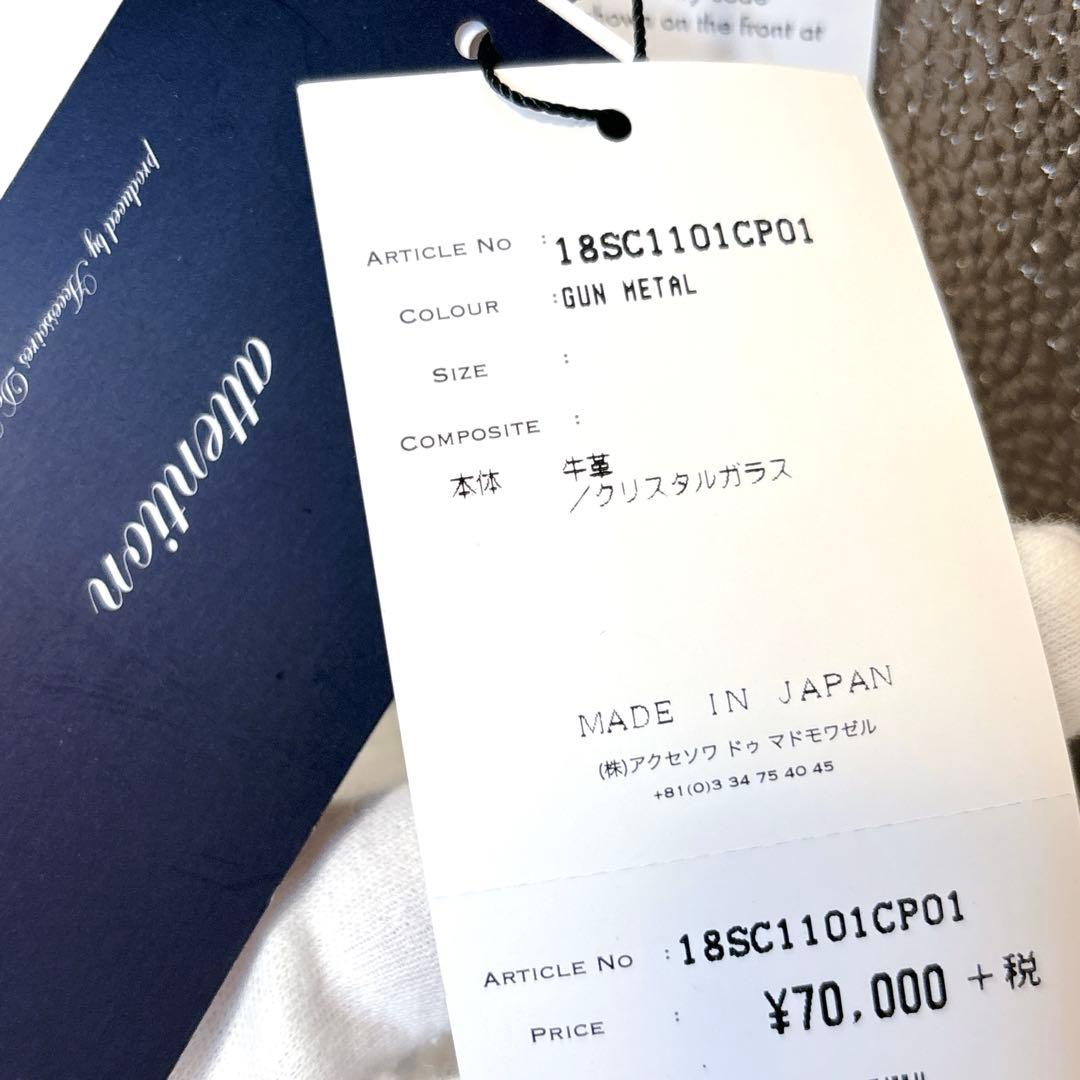 shown on the front at
produced by Accessoires
attention
ARTICLE NO : 18SC1101CP01
COLOUR : GUN METAL
SIZE :
COMPOSITE :
本体 牛革
／クリスタルガラス
MADE IN JAPAN
(株)アクセソワ ドゥ マドモワゼル
+81(0)3 34 75 40 45
ARTICLE NO : 18SC1101CP01
PRICE : ¥70,000 +税